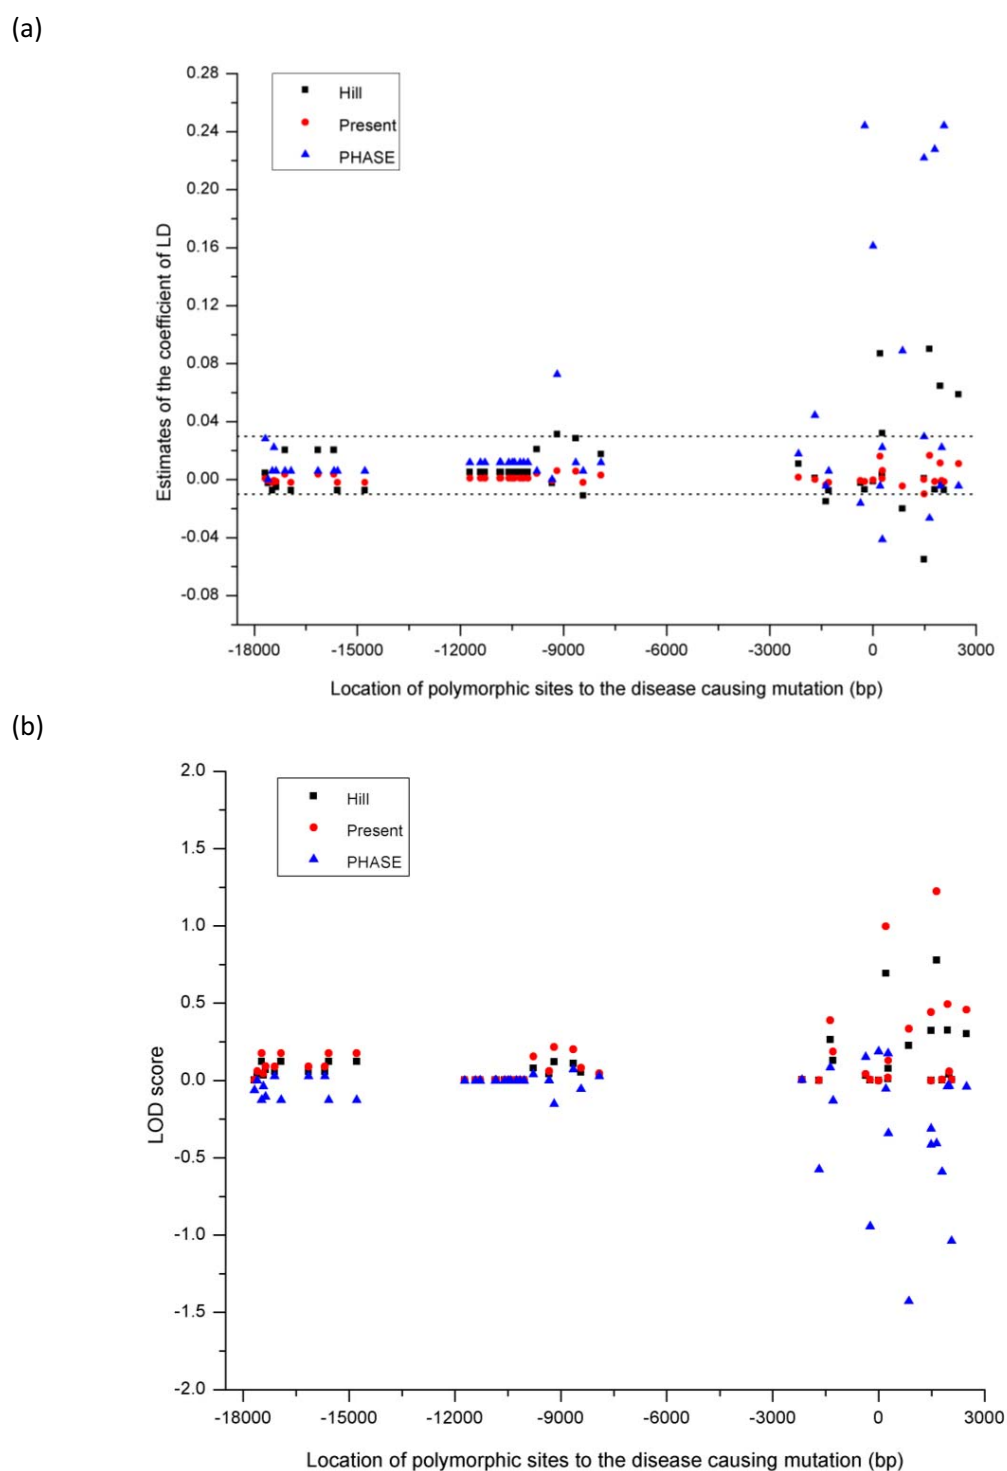 (a)
0.28
0.24
0.20
0.16
0.12
0.08
0.04
0.00
-0.04
-0.08
Estimates of the coefficient of LD
Hill
Present
PHASE
-18000 -15000 -12000 -9000 -6000 -3000 0 3000
Location of polymorphic sites to the disease causing mutation (bp)
(b)
2.0
1.5
1.0
0.5
0.0
-0.5
-1.0
-1.5
-2.0
LOD score
Hill
Present
PHASE
-18000 -15000 -12000 -9000 -6000 -3000 0 3000
Location of polymorphic sites to the disease causing mutation (bp)